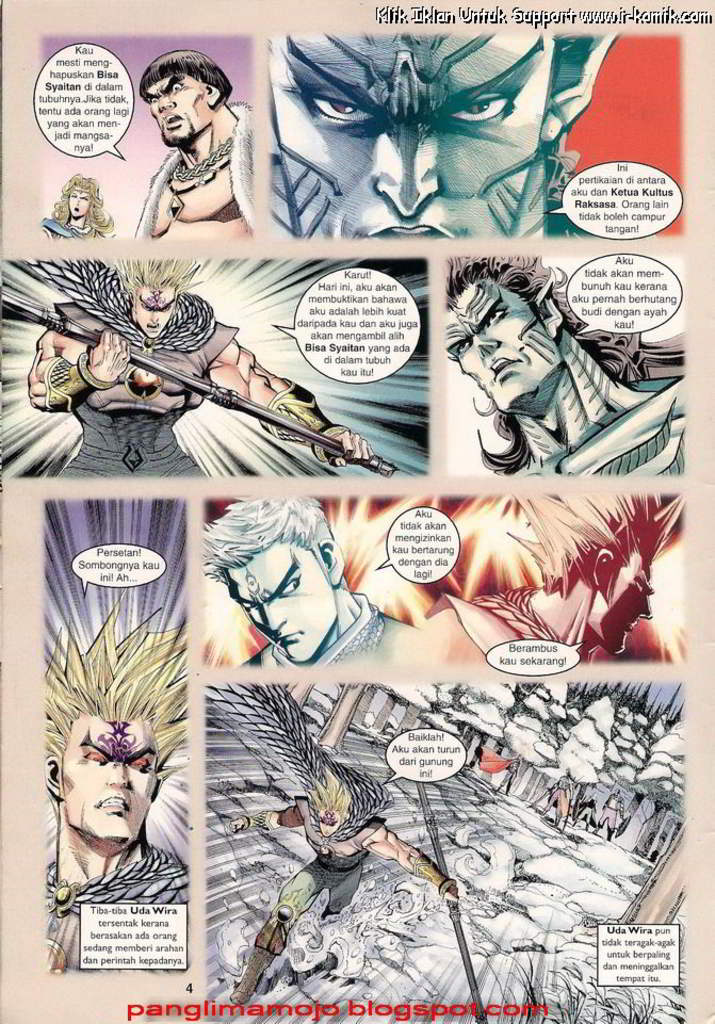 Klik Iklan Untuk Support www.i-komik.com
Kau
mesti meng-
hapuskan Bisa
Syaitan di dalam
tubuhnya.Jika tidak,
tentu ada orang lagi
yang akan men-
jadi mangsa-
nya!
Ini
pertikaian di antara
aku dan Ketua Kultus
Raksasa. Orang lain
tidak boleh campur
tangan!
Karut!
Hari ini, aku akan
membuktikan bahawa
aku adalah lebih kuat
daripada kau dan aku juga
akan mengambil alih
Bisa Syaitan yang ada
di dalam tubuh
kau itu!
Aku
tidak akan mem-
bunuh kau kerana
aku pernah berhutang
budi dengan ayah
kau!
Persetan!
Sombongnya kau
ini! Ah...
Tiba-tiba Uda Wira
tersentak kerana
berasakan ada orang
sedang memberi arahan
dan perintah kepadanya.
Aku
tidak akan
mengizinkan
kau bertarung
dengan dia
lagi!
Berambus
kau sekarang!
Baiklah!
Aku akan turun
dari gunung
ini!
Uda Wira pun
tidak teragak-agak
untuk berpaling
dan meninggalkan
tempat itu.
4
panglimamojo.blogspot.com